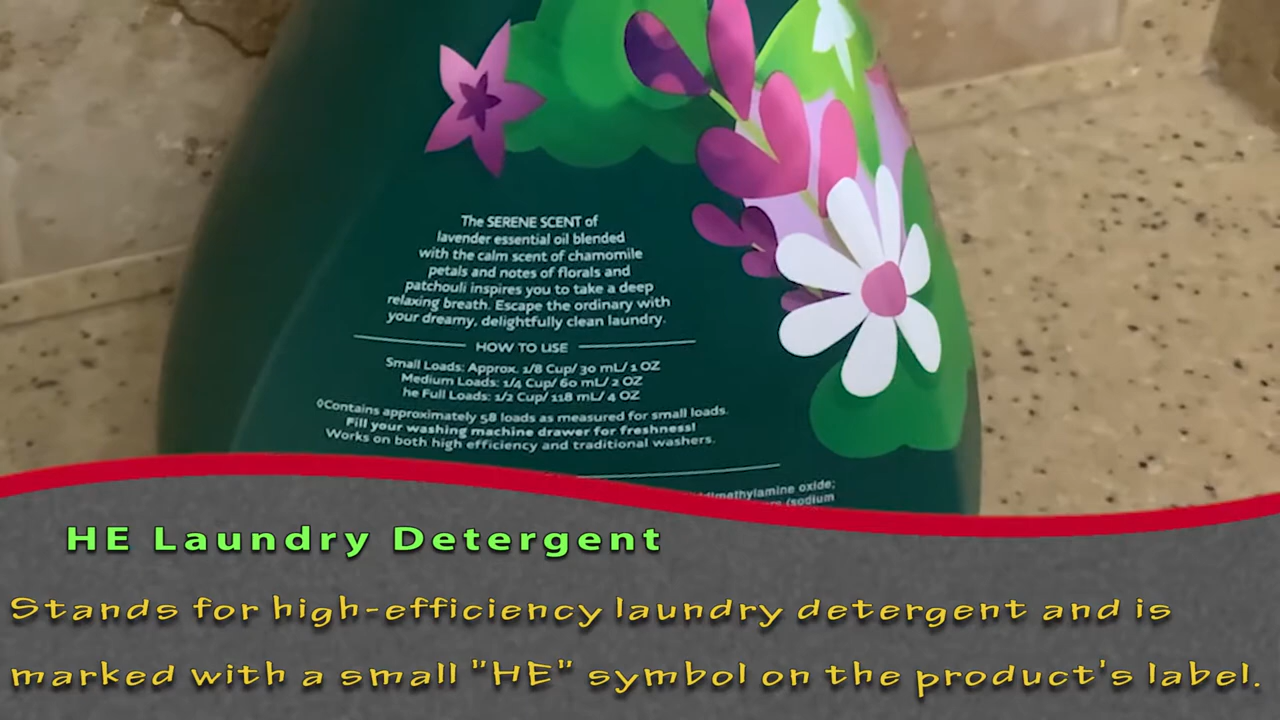 The SERENE SCENT of
lavender essential oil blended
with the calm scent of chamomile
petals and notes of florals and
patchouli inspires you to take a deep
relaxing breath. Escape the ordinary with
your dreamy, delightfully clean laundry.
HOW TO USE
Small Loads: Approx. 1/8 Cup/ 30 mL/ 1 OZ
Medium Loads: 1/4 Cup/ 60 mL/ 2 OZ
he Full Loads: 1/2 Cup/ 118 mL/ 4 OZ
◊Contains approximately 58 loads as measured for small loads.
Fill your washing machine drawer for freshness!
Works on both high efficiency and traditional washers.
oxide;
(sodium
HE Laundry Detergent
Stands for high-efficiency laundry detergent and is
marked with a small "HE" symbol on the product's label.